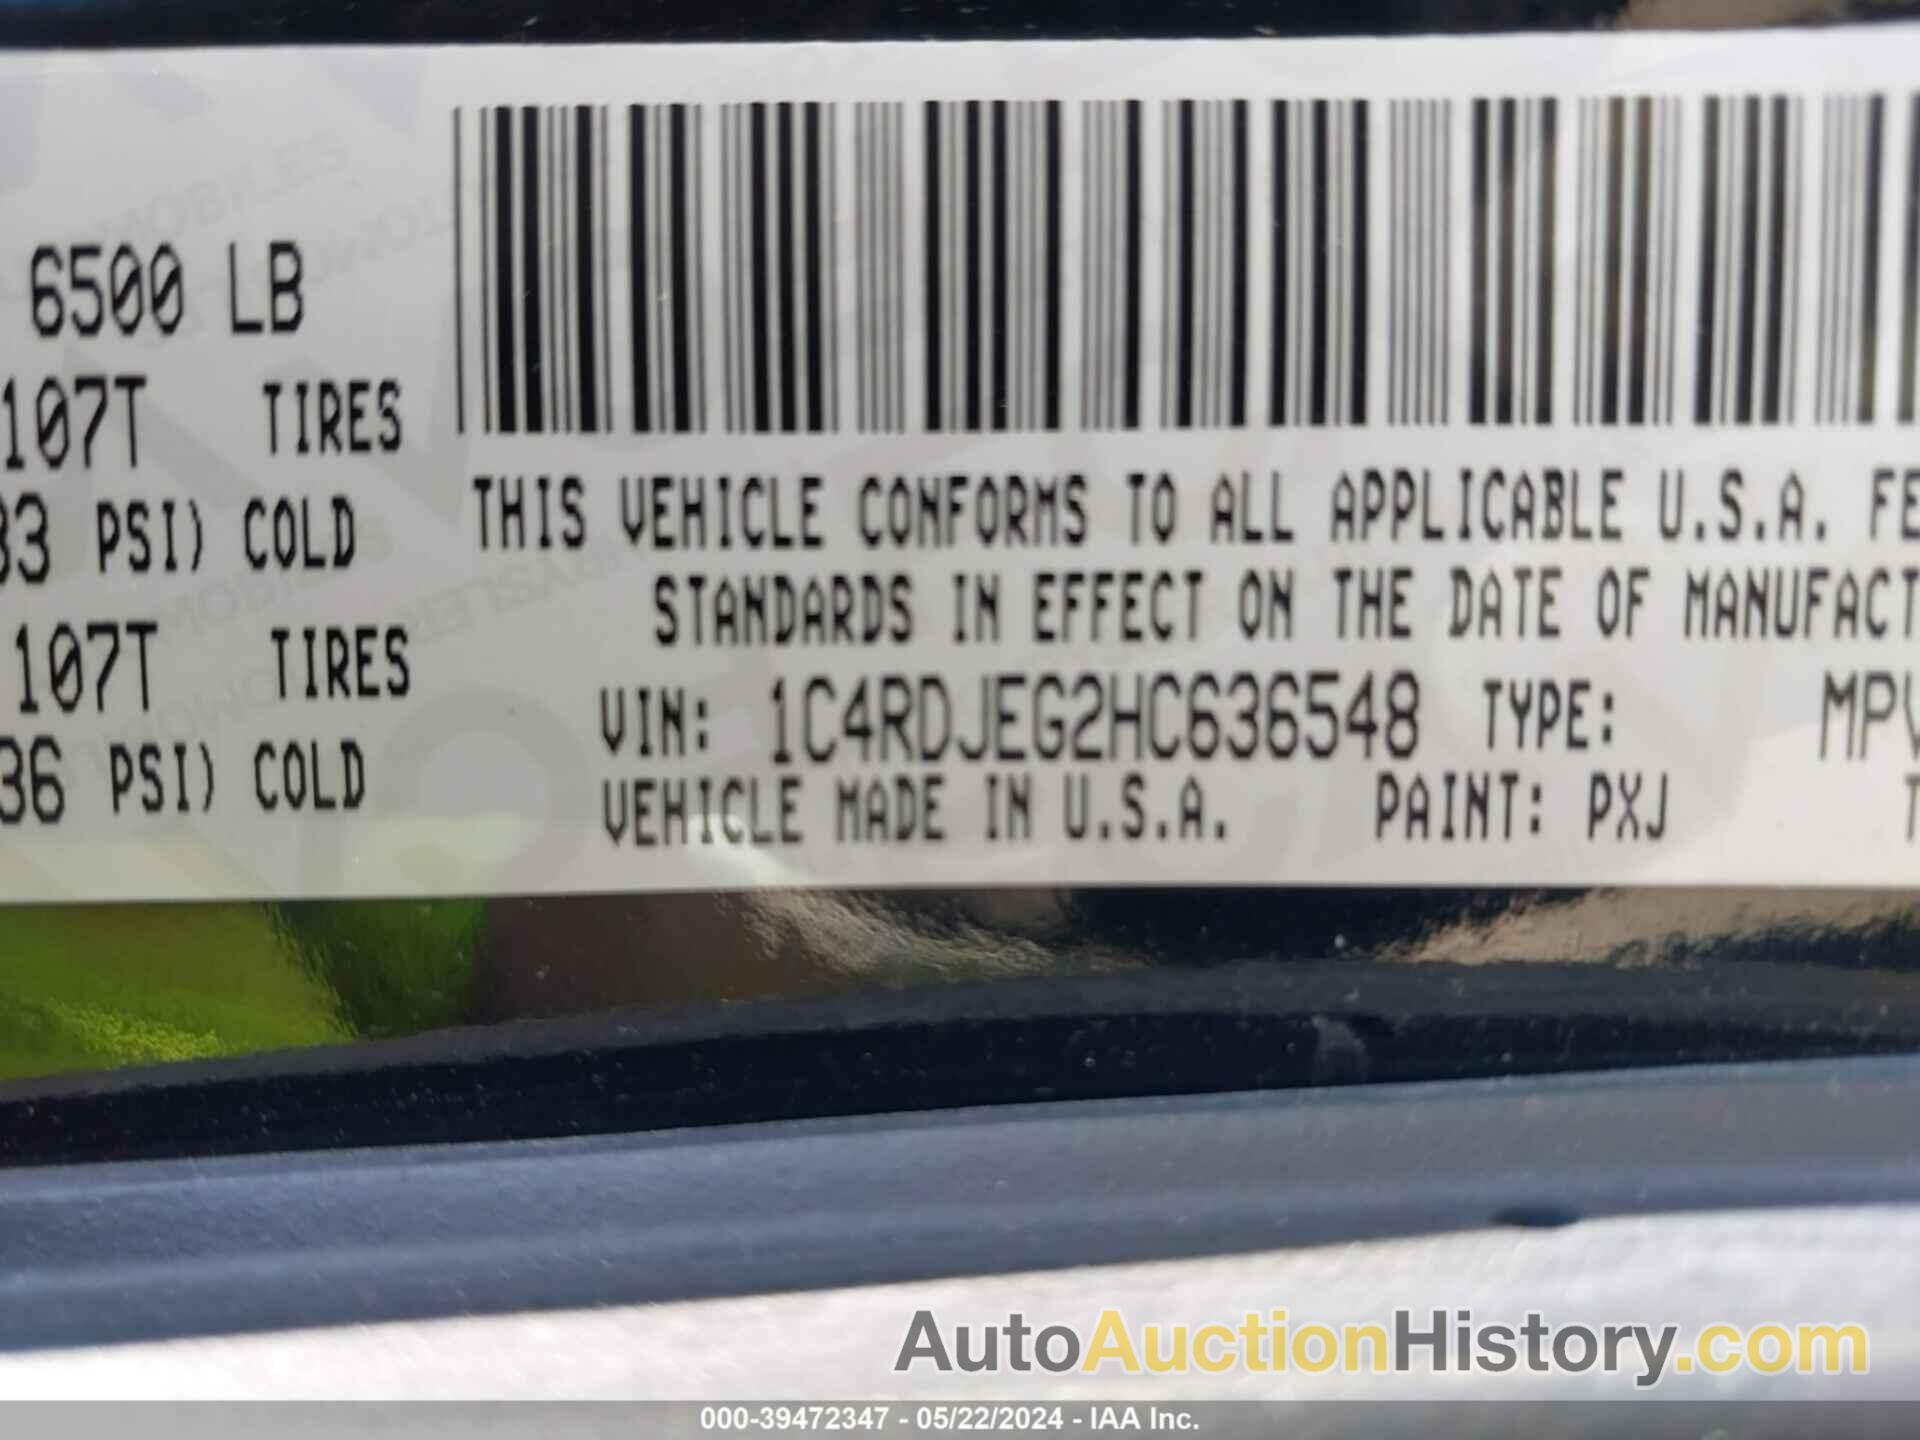 6500 LB
107T TIRES
33 PSI) COLD
107T TIRES
36 PSI) COLD
THIS VEHICLE CONFORMS TO ALL APPLICABLE U.S.A. FE
STANDARDS IN EFFECT ON THE DATE OF MANUFACT
VIN: 1C4RDJEG2HC636548 TYPE: MPV
VEHICLE MADE IN U.S.A. PAINT: PXJ T
AutoAuctionHistory.com
000-39472347 - 05/22/2024 - IAA Inc.